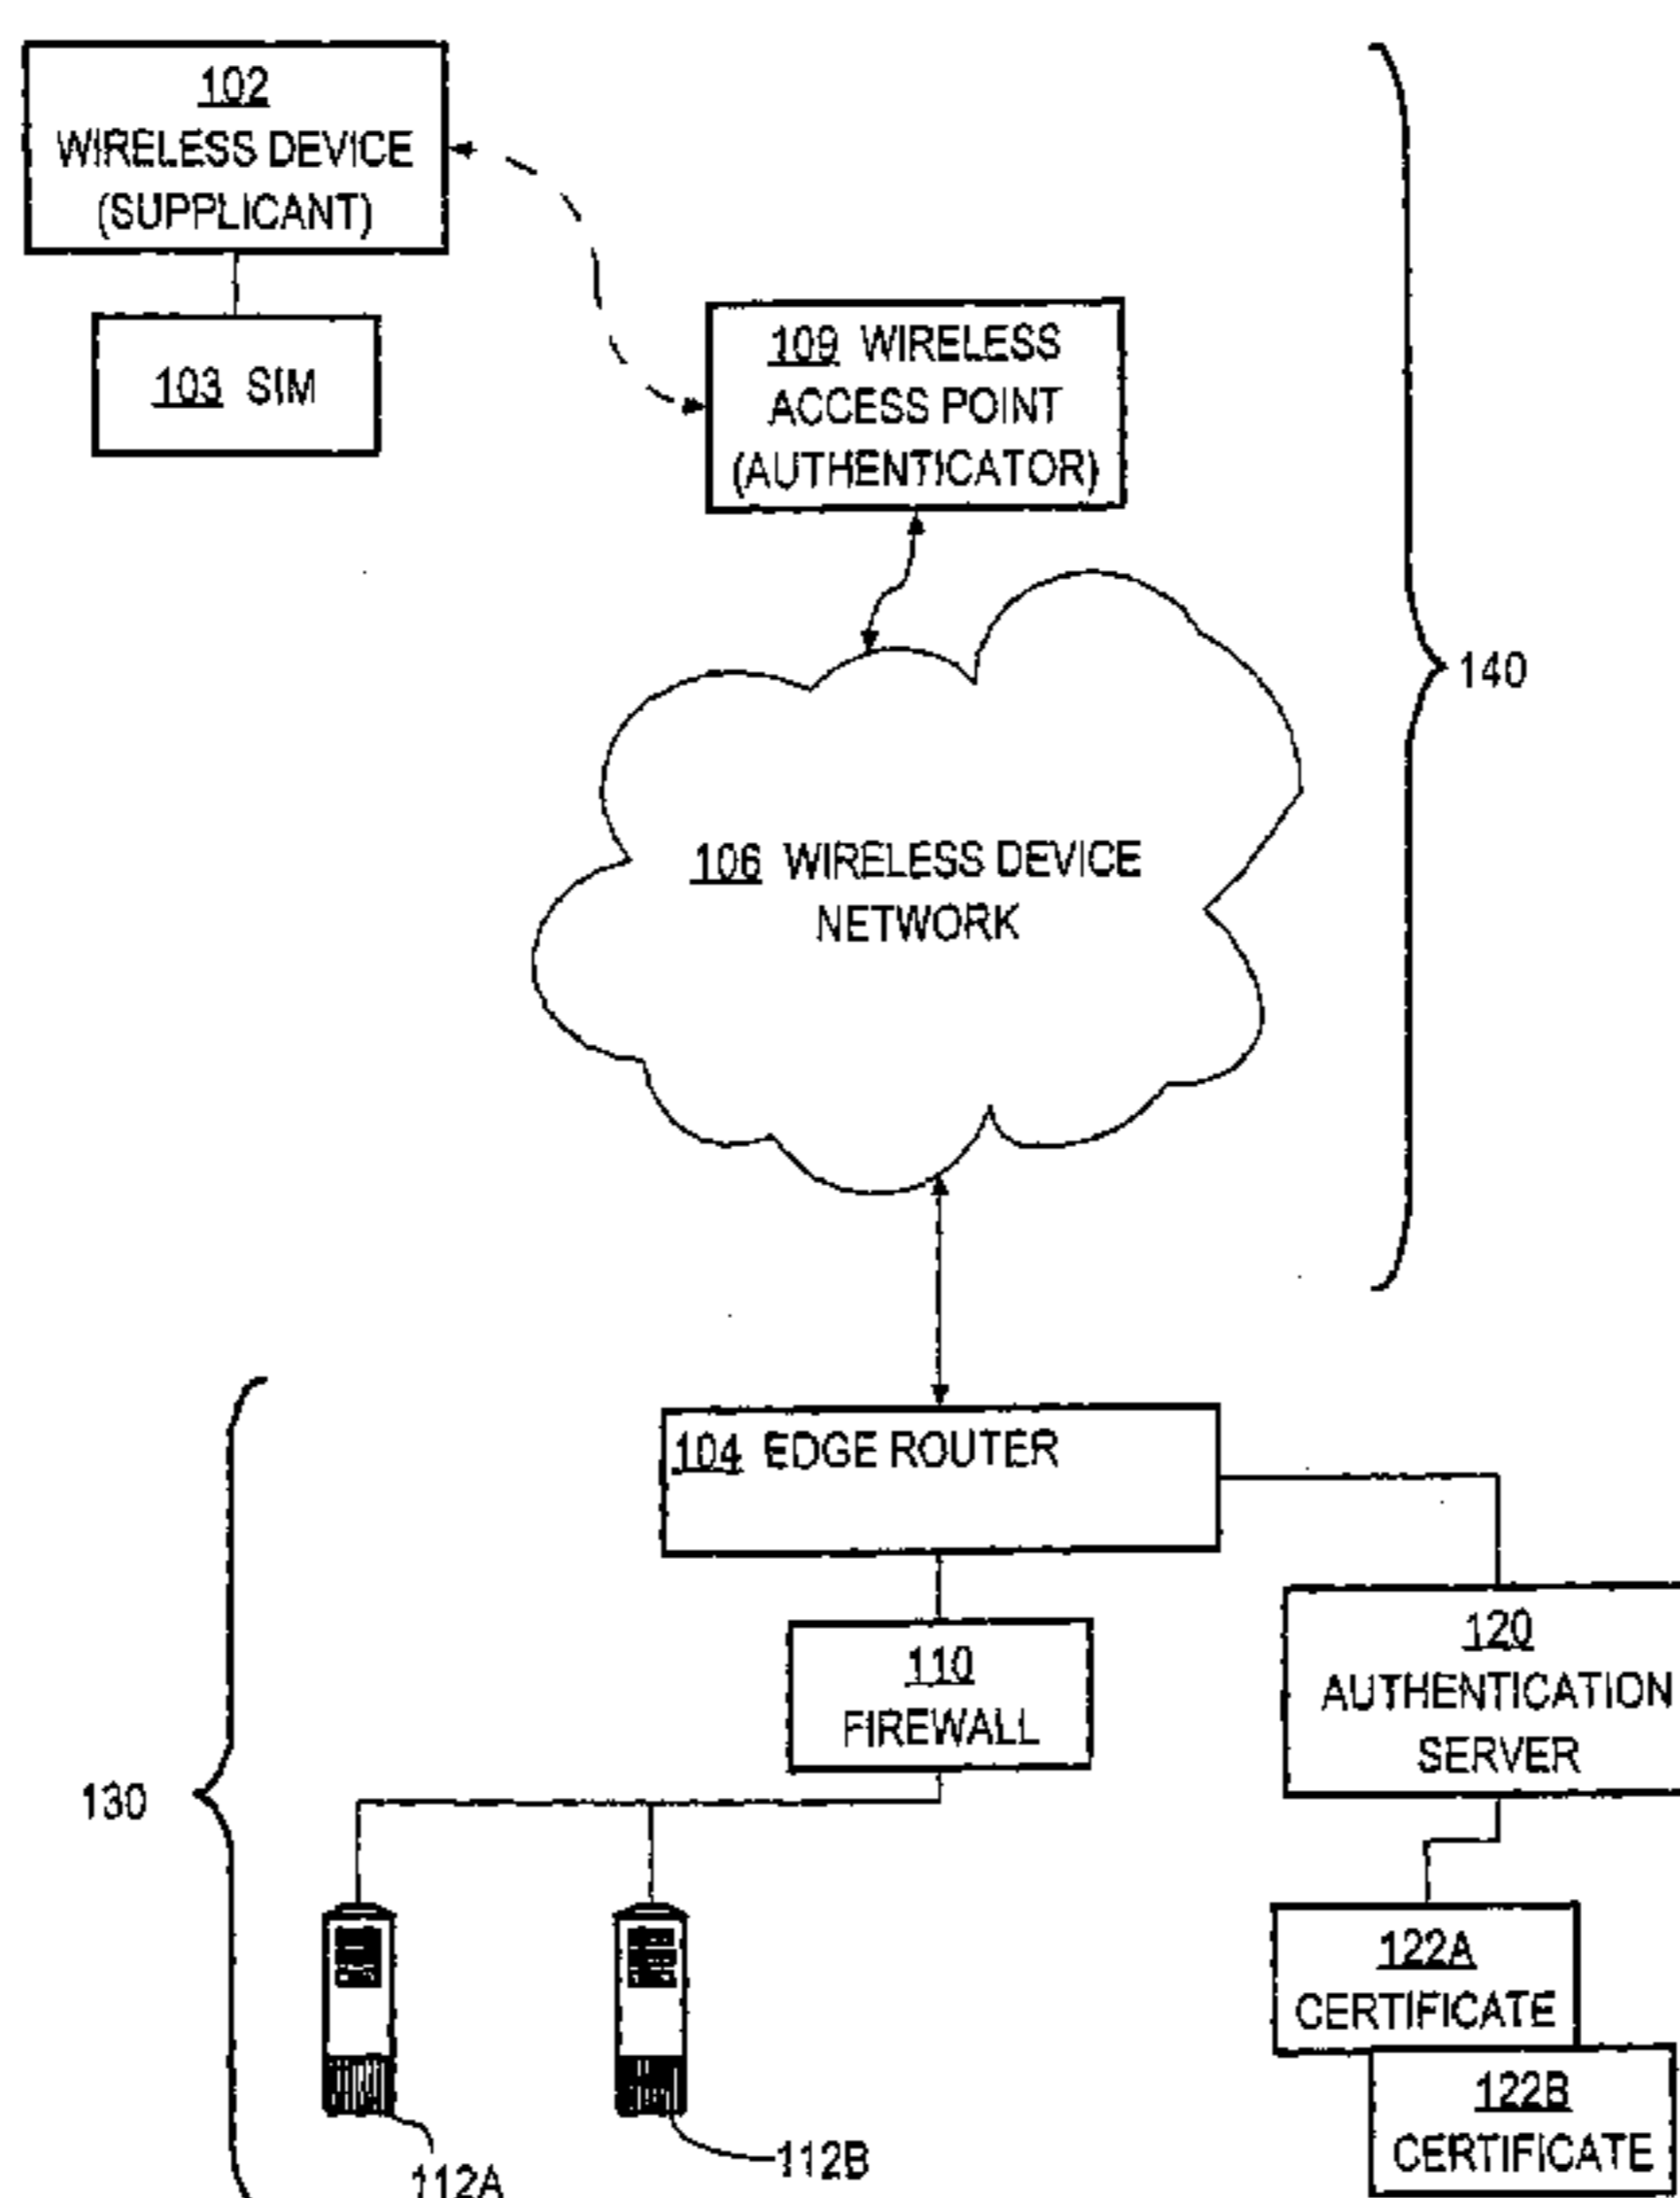 102
WIRELESS DEVICE
(SUPPLICANT)
103 SIM
109 WIRELESS
ACCESS POINT
(AUTHENTICATOR)
140
106 WIRELESS DEVICE
NETWORK
104 EDGE ROUTER
110
FIREWALL
120
AUTHENTICATION
SERVER
130
122A
CERTIFICATE
122B
CERTIFICATE
112A
112B